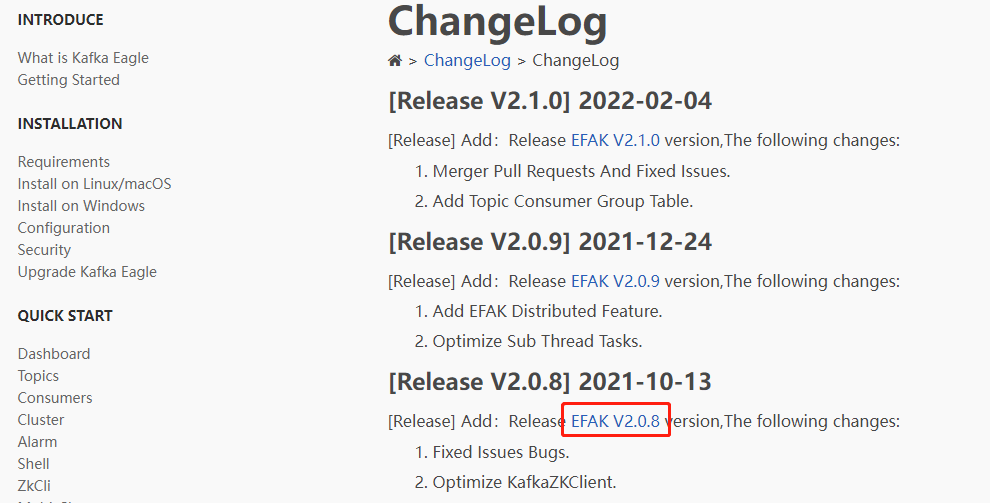 INTRODUCE
What is Kafka Eagle
Getting Started
INSTALLATION
Requirements
Install on Linux/macOS
Install on Windows
Configuration
Security
Upgrade Kafka Eagle
QUICK START
Dashboard
Topics
Consumers
Cluster
Alarm
Shell
ZkCli
ChangeLog
> ChangeLog > ChangeLog
[Release V2.1.0] 2022-02-04
[Release] Add：Release EFAK V2.1.0 version,The following changes:
1. Merger Pull Requests And Fixed Issues.
2. Add Topic Consumer Group Table.
[Release V2.0.9] 2021-12-24
[Release] Add：Release EFAK V2.0.9 version,The following changes:
1. Add EFAK Distributed Feature.
2. Optimize Sub Thread Tasks.
[Release V2.0.8] 2021-10-13
[Release] Add：Release EFAK V2.0.8 version,The following changes:
1. Fixed Issues Bugs.
2. Optimize KafkaZKClient.